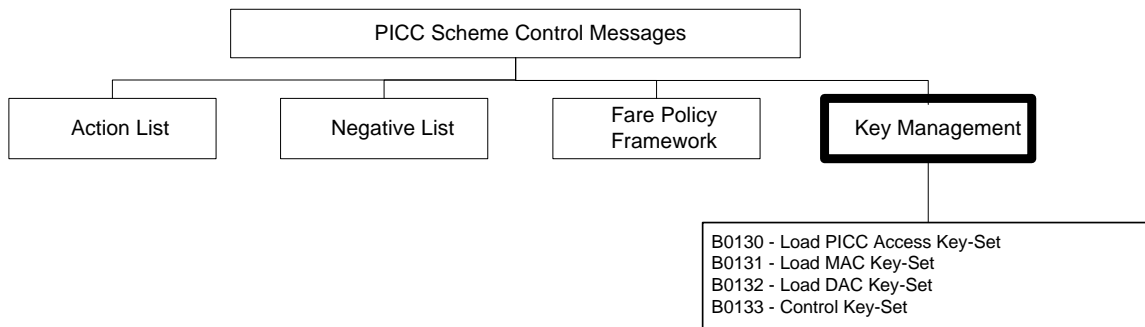 PICC Scheme Control Messages
Action List
Negative List
Fare Policy
Framework
Key Management
B0130 - Load PICC Access Key-Set
B0131 - Load MAC Key-Set
B0132 - Load DAC Key-Set
B0133 - Control Key-Set